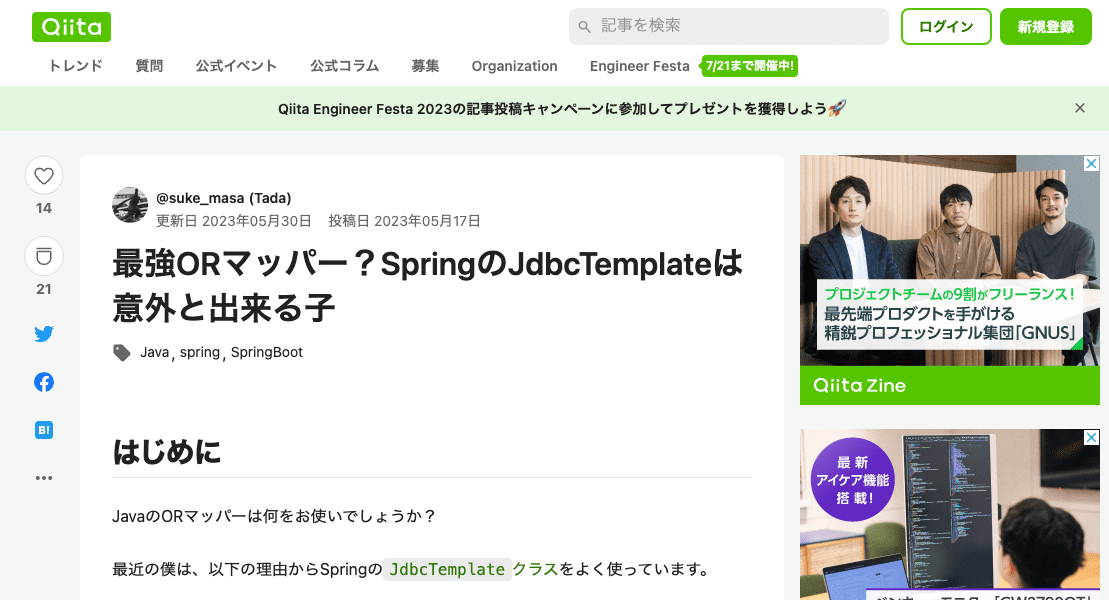 Qiita
記事を検索
ログイン
新規登録
トレンド 質問 公式イベント 公式コラム 募集 Organization Engineer Festa 7/21まで開催中!
Qiita Engineer Festa 2023の記事投稿キャンペーンに参加してプレゼントを獲得しよう🚀
14
21
B!
@suke_masa (Tada)
更新日 2023年05月30日 投稿日 2023年05月17日
最強ORマッパー？SpringのJdbcTemplateは
意外と出来る子
Java, spring, SpringBoot
はじめに
JavaのORマッパーは何をお使いでしょうか？
最近の僕は、以下の理由からSpringのJdbcTemplateクラスをよく使っています。
プロジェクトチームの9割がフリーランス！
最先端プロダクトを手がける
精鋭プロフェッショナル集団「GNUS」
Qiita Zine
最新
アイケア機能
搭載！